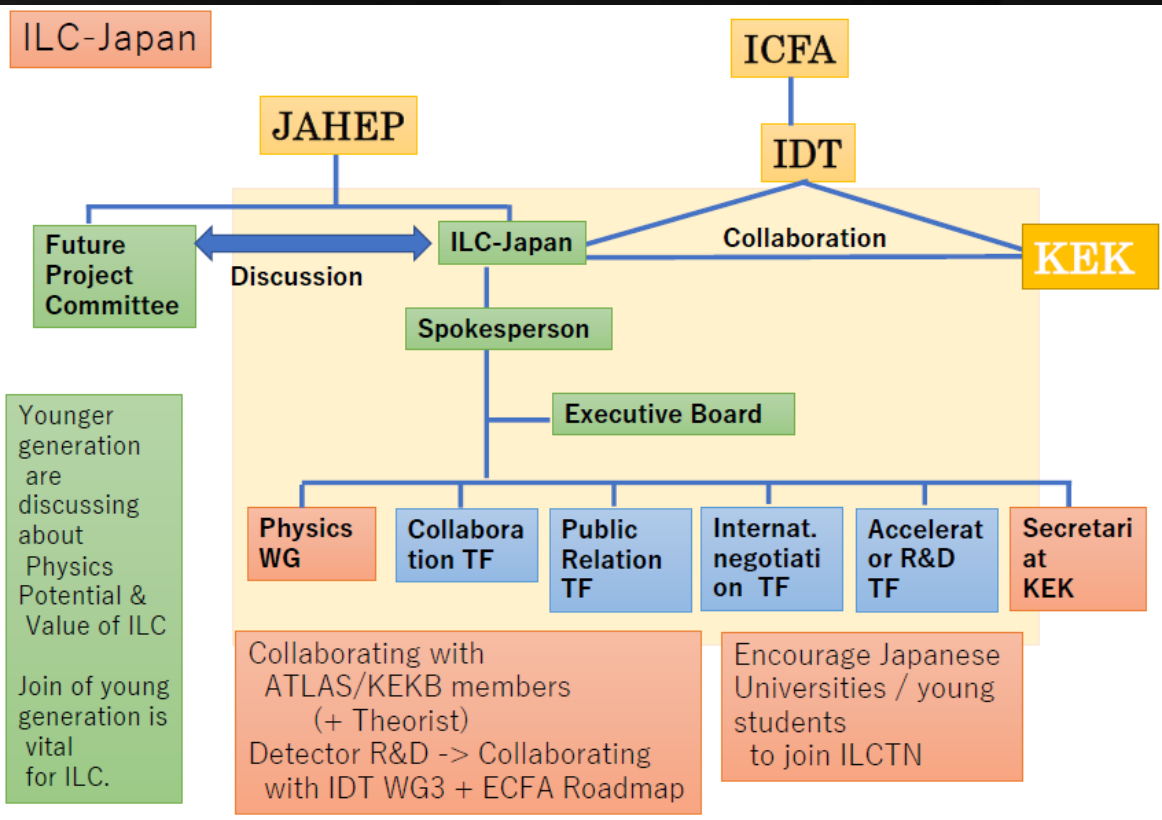 ILC-Japan
ICFA
JAHEP
IDT
Future
Project
Committee
Discussion
ILC-Japan
Collaboration
KEK
Spokesperson
Executive Board
Younger
generation
are
discussing
about
Physics
Potential &
Value of ILC
Join of young
generation is
vital
for ILC.
Physics
WG
Collabora
tion TF
Public
Relation
TF
Internat.
negotiati
on TF
Accelerat
or R&D
TF
Secretari
at
KEK
Collaborating with
ATLAS/KEKB members
(+ Theorist)
Detector R&D -> Collaborating
with IDT WG3 + ECFA Roadmap
Encourage Japanese
Universities / young
students
to join ILCTN